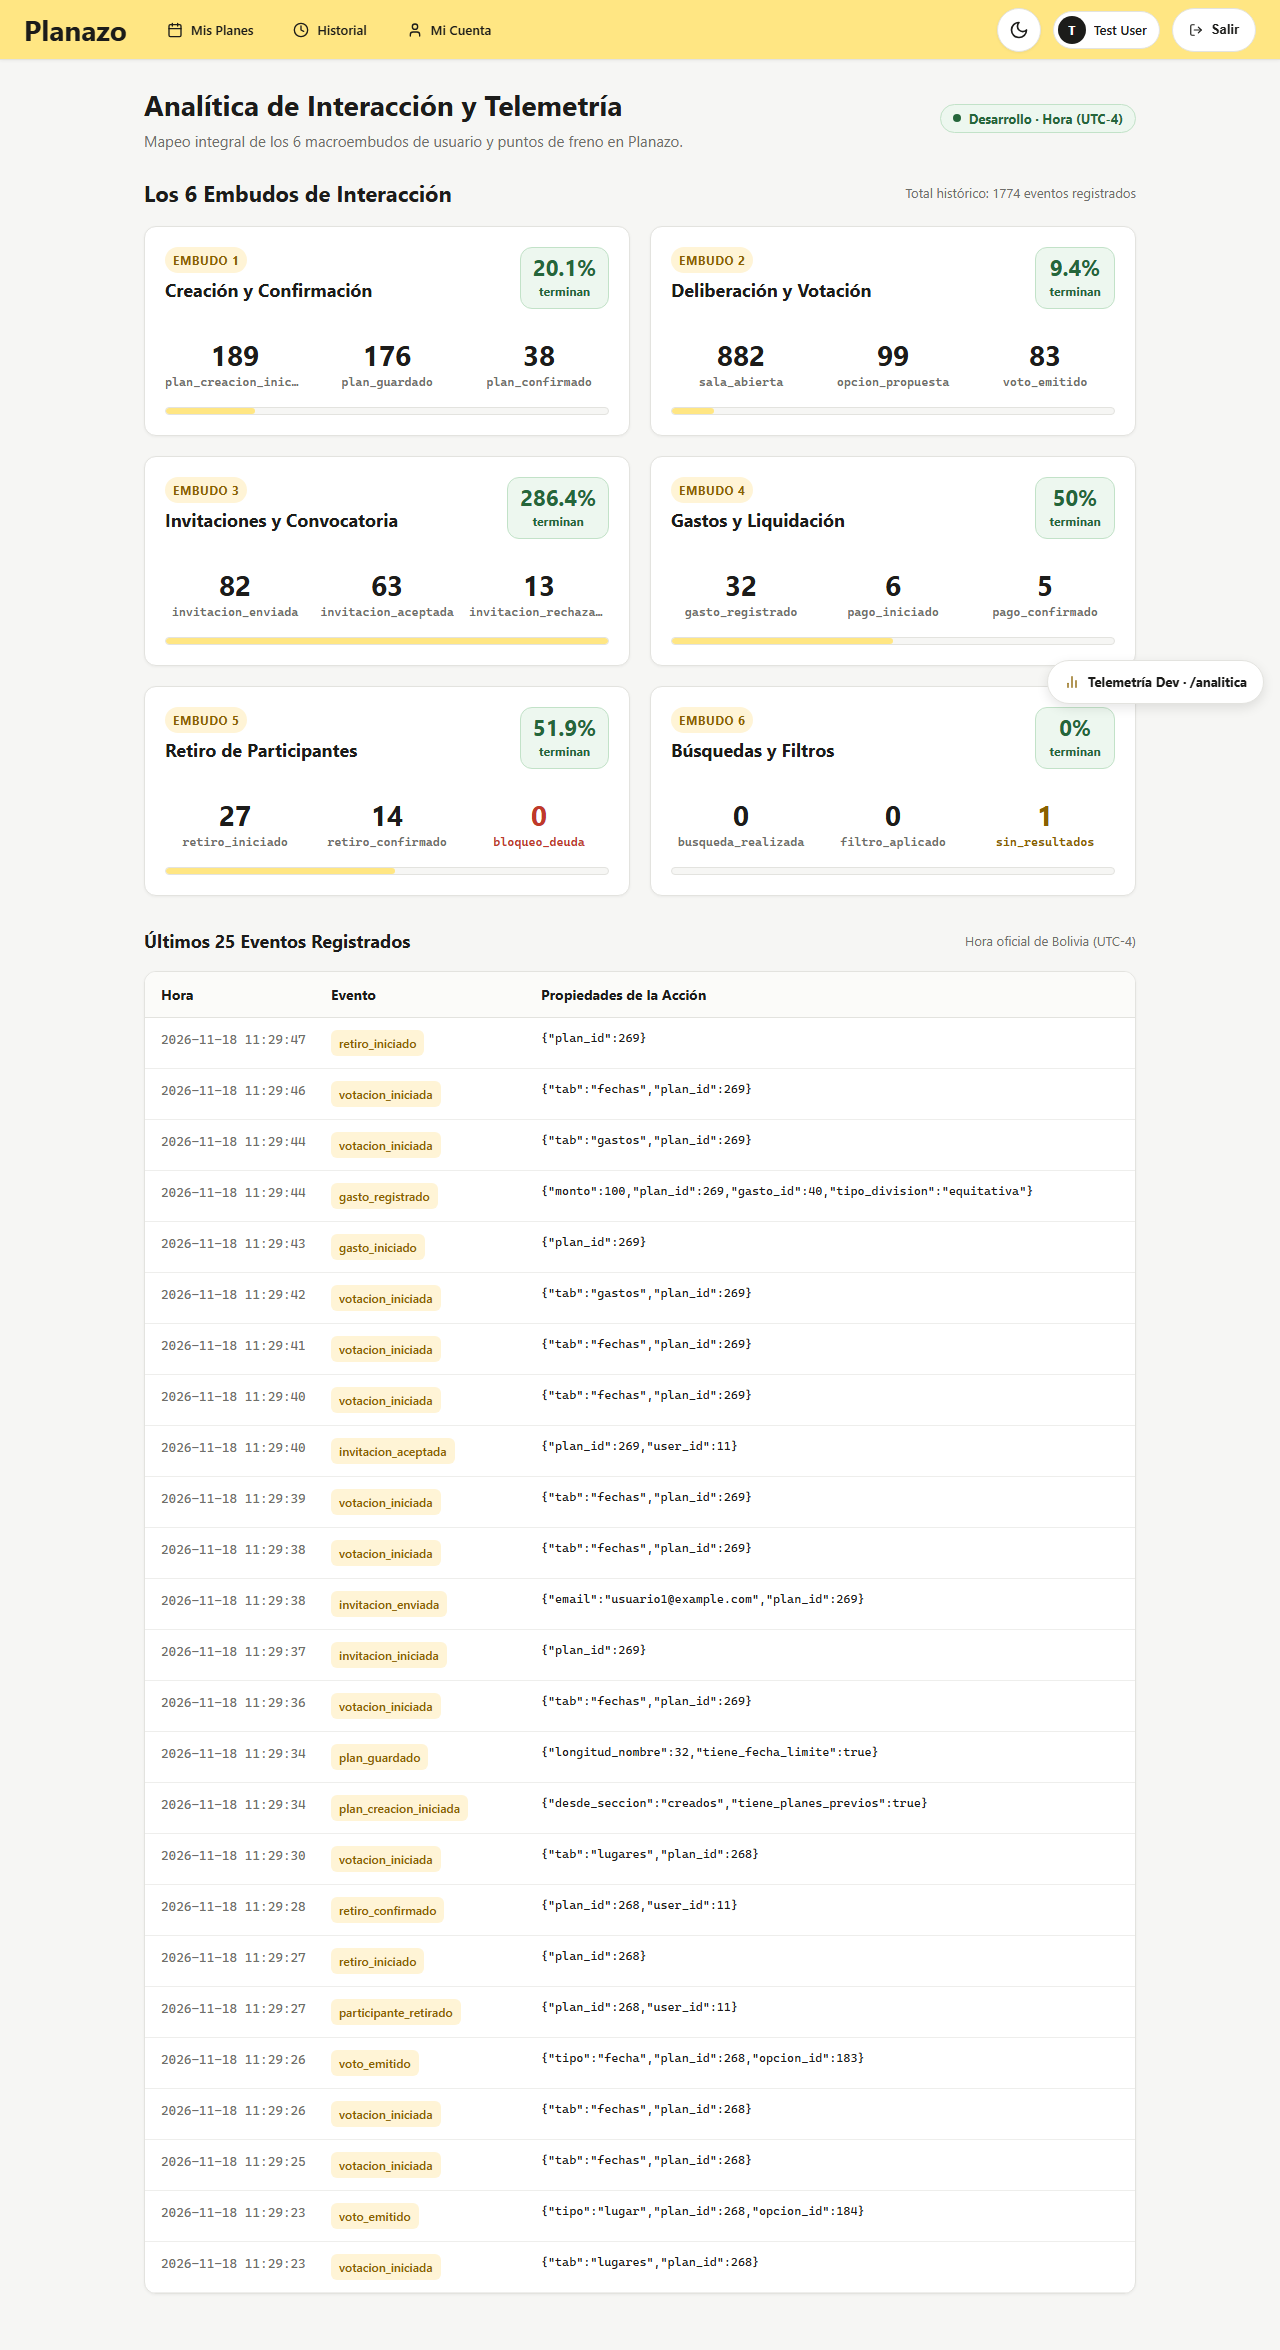 Planazo
Mis Planes
Historial
Mi Cuenta
T
Test User
Salir
Analítica de Interacción y Telemetría
Mapeo integral de los 6 macroembudos de usuario y puntos de freno en Planazo.
Desarrollo · Hora (UTC-4)
Los 6 Embudos de Interacción
Total histórico: 1774 eventos registrados
EMBUDO 1
Creación y Confirmación
20.1%
terminan
189
plan_creacion_inic…
176
plan_guardado
38
plan_confirmado
EMBUDO 2
Deliberación y Votación
9.4%
terminan
882
sala_abierta
99
opcion_propuesta
83
voto_emitido
EMBUDO 3
Invitaciones y Convocatoria
286.4%
terminan
82
invitacion_enviada
63
invitacion_aceptada
13
invitacion_rechaza…
EMBUDO 4
Gastos y Liquidación
50%
terminan
32
gasto_registrado
6
pago_iniciado
5
pago_confirmado
Telemetría Dev · /analitica
EMBUDO 5
Retiro de Participantes
51.9%
terminan
27
retiro_iniciado
14
retiro_confirmado
0
bloqueo_deuda
EMBUDO 6
Búsquedas y Filtros
0%
terminan
0
busqueda_realizada
0
filtro_aplicado
1
sin_resultados
Últimos 25 Eventos Registrados
Hora oficial de Bolivia (UTC-4)
Hora Evento Propiedades de la Acción
2026-11-18 11:29:47 retiro_iniciado {"plan_id":269}
2026-11-18 11:29:46 votacion_iniciada {"tab":"fechas","plan_id":269}
2026-11-18 11:29:44 votacion_iniciada {"tab":"gastos","plan_id":269}
2026-11-18 11:29:44 gasto_registrado {"monto":100,"plan_id":269,"gasto_id":40,"tipo_division":"equitativa"}
2026-11-18 11:29:43 gasto_iniciado {"plan_id":269}
2026-11-18 11:29:42 votacion_iniciada {"tab":"gastos","plan_id":269}
2026-11-18 11:29:41 votacion_iniciada {"tab":"fechas","plan_id":269}
2026-11-18 11:29:40 votacion_iniciada {"tab":"fechas","plan_id":269}
2026-11-18 11:29:40 invitacion_aceptada {"plan_id":269,"user_id":11}
2026-11-18 11:29:39 votacion_iniciada {"tab":"fechas","plan_id":269}
2026-11-18 11:29:38 votacion_iniciada {"tab":"fechas","plan_id":269}
2026-11-18 11:29:38 invitacion_enviada {"email":"usuario1@example.com","plan_id":269}
2026-11-18 11:29:37 invitacion_iniciada {"plan_id":269}
2026-11-18 11:29:36 votacion_iniciada {"tab":"fechas","plan_id":269}
2026-11-18 11:29:34 plan_guardado {"longitud_nombre":32,"tiene_fecha_limite":true}
2026-11-18 11:29:34 plan_creacion_iniciada {"desde_seccion":"creados","tiene_planes_previos":true}
2026-11-18 11:29:30 votacion_iniciada {"tab":"lugares","plan_id":268}
2026-11-18 11:29:28 retiro_confirmado {"plan_id":268,"user_id":11}
2026-11-18 11:29:27 retiro_iniciado {"plan_id":268}
2026-11-18 11:29:27 participante_retirado {"plan_id":268,"user_id":11}
2026-11-18 11:29:26 voto_emitido {"tipo":"fecha","plan_id":268,"opcion_id":183}
2026-11-18 11:29:26 votacion_iniciada {"tab":"fechas","plan_id":268}
2026-11-18 11:29:25 votacion_iniciada {"tab":"fechas","plan_id":268}
2026-11-18 11:29:23 voto_emitido {"tipo":"lugar","plan_id":268,"opcion_id":184}
2026-11-18 11:29:23 votacion_iniciada {"tab":"lugares","plan_id":268}